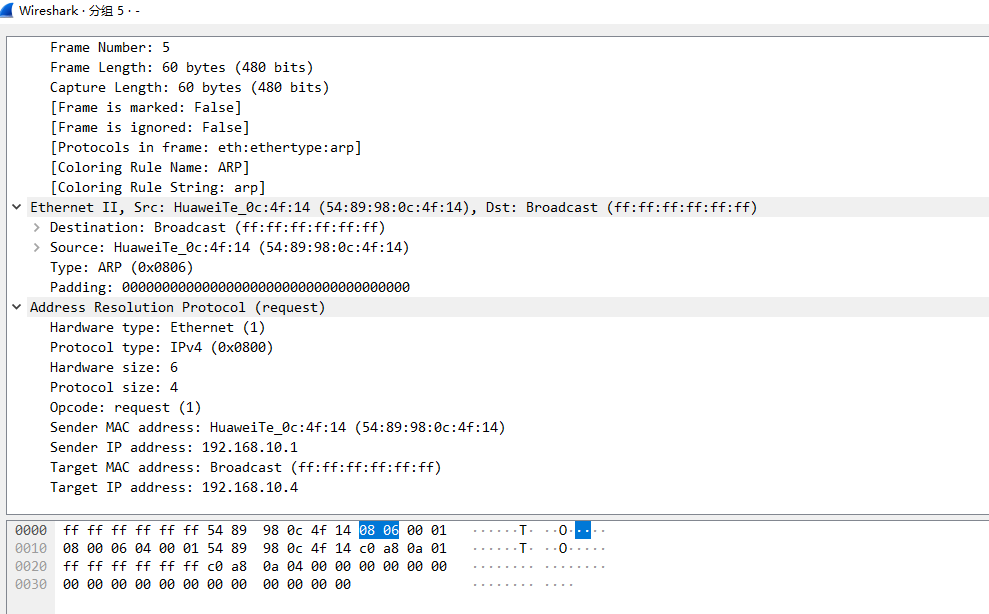 Wireshark · 分组 5 · -
Frame Number: 5
Frame Length: 60 bytes (480 bits)
Capture Length: 60 bytes (480 bits)
[Frame is marked: False]
[Frame is ignored: False]
[Protocols in frame: eth:ethertype:arp]
[Coloring Rule Name: ARP]
[Coloring Rule String: arp]
Ethernet II, Src: HuaweiTe_0c:4f:14 (54:89:98:0c:4f:14), Dst: Broadcast (ff:ff:ff:ff:ff:ff)
Destination: Broadcast (ff:ff:ff:ff:ff:ff)
Source: HuaweiTe_0c:4f:14 (54:89:98:0c:4f:14)
Type: ARP (0x0806)
Padding: 000000000000000000000000000000000000
Address Resolution Protocol (request)
Hardware type: Ethernet (1)
Protocol type: IPv4 (0x0800)
Hardware size: 6
Protocol size: 4
Opcode: request (1)
Sender MAC address: HuaweiTe_0c:4f:14 (54:89:98:0c:4f:14)
Sender IP address: 192.168.10.1
Target MAC address: Broadcast (ff:ff:ff:ff:ff:ff)
Target IP address: 192.168.10.4
0000 ff ff ff ff ff ff 54 89 98 0c 4f 14 08 06 00 01 ······T· ··O·····
0010 08 00 06 04 00 01 54 89 98 0c 4f 14 c0 a8 0a 01 ······T· ··O·····
0020 ff ff ff ff ff ff c0 a8 0a 04 00 00 00 00 00 00 ········ ········
0030 00 00 00 00 00 00 00 00 00 00 00 00 ········ ····